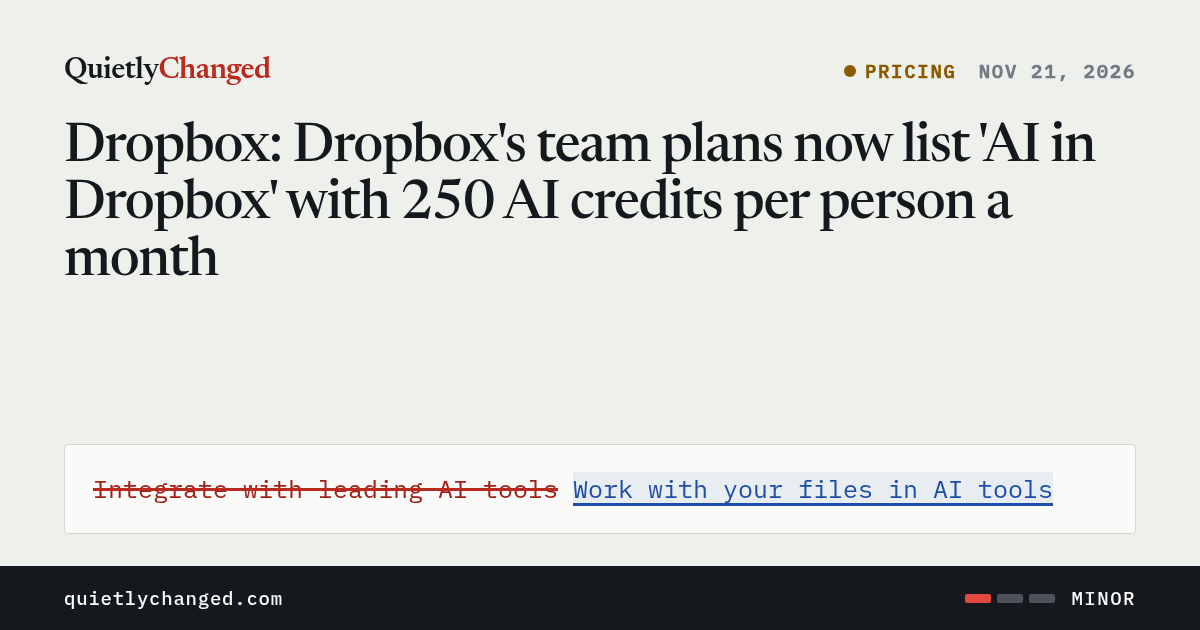 QuietlyChanged
PRICING NOV 21, 2026
Dropbox: Dropbox's team plans now list 'AI in
Dropbox' with 250 AI credits per person a
month
Integrate with leading AI tools Work with your files in AI tools
quietlychanged.com
MINOR